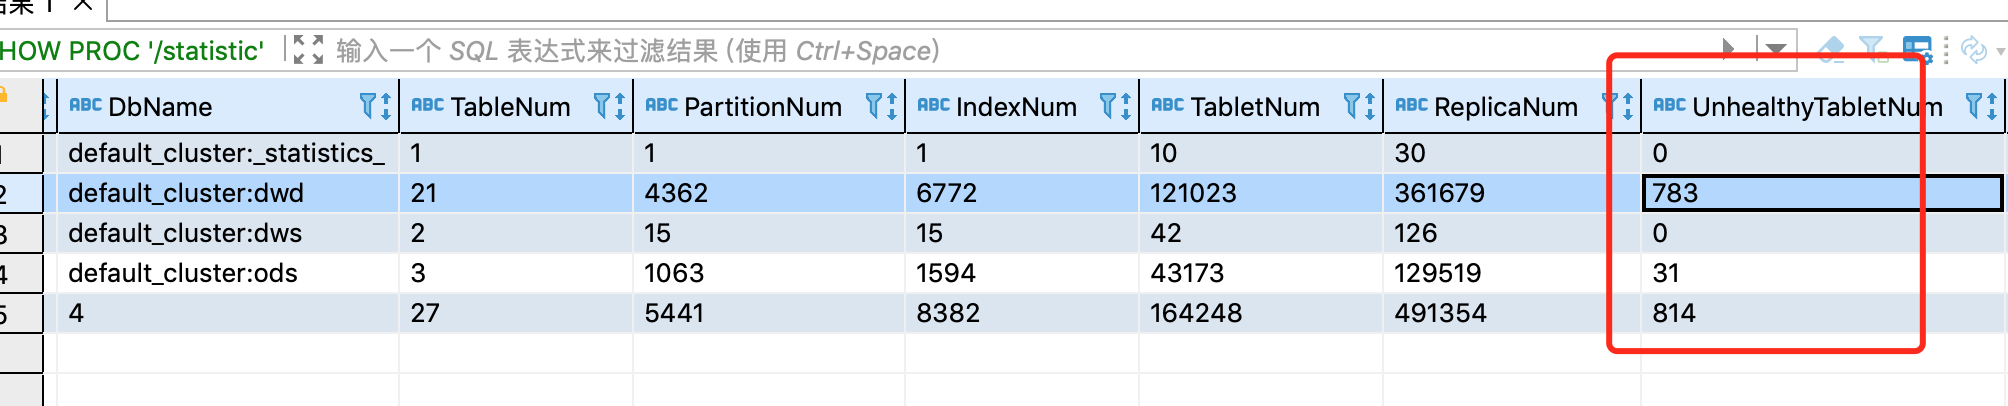 结果 1 ×
HOW PROC '/statistic' 输入一个 SQL 表达式来过滤结果 (使用 Ctrl+Space)
ABC DbName ABC TableNum ABC PartitionNum ABC IndexNum ABC TabletNum ABC ReplicaNum ABC UnhealthyTabletNum
1 default_cluster:_statistics_ 1 1 1 10 30 0
2 default_cluster:dwd 21 4362 6772 121023 361679 783
3 default_cluster:dws 2 15 15 42 126 0
4 default_cluster:ods 3 1063 1594 43173 129519 31
5 4 27 5441 8382 164248 491354 814